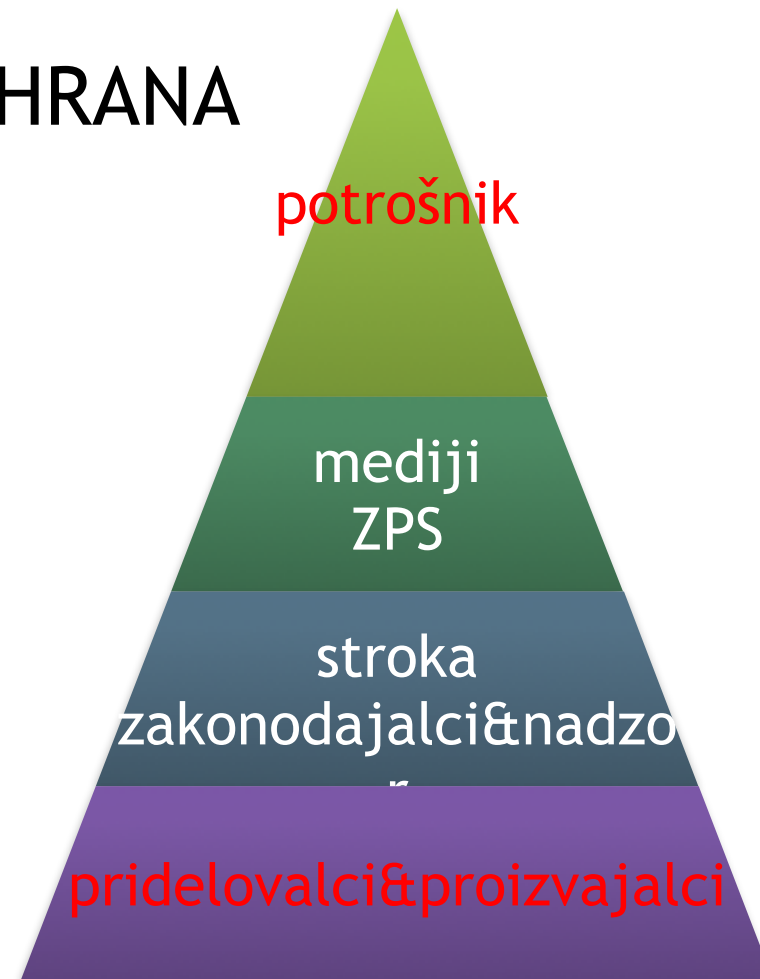 HRANA
potrošnik
mediji
ZPS
stroka
zakonodajalci&nadzo
r
pridelovalci&proizvajalci